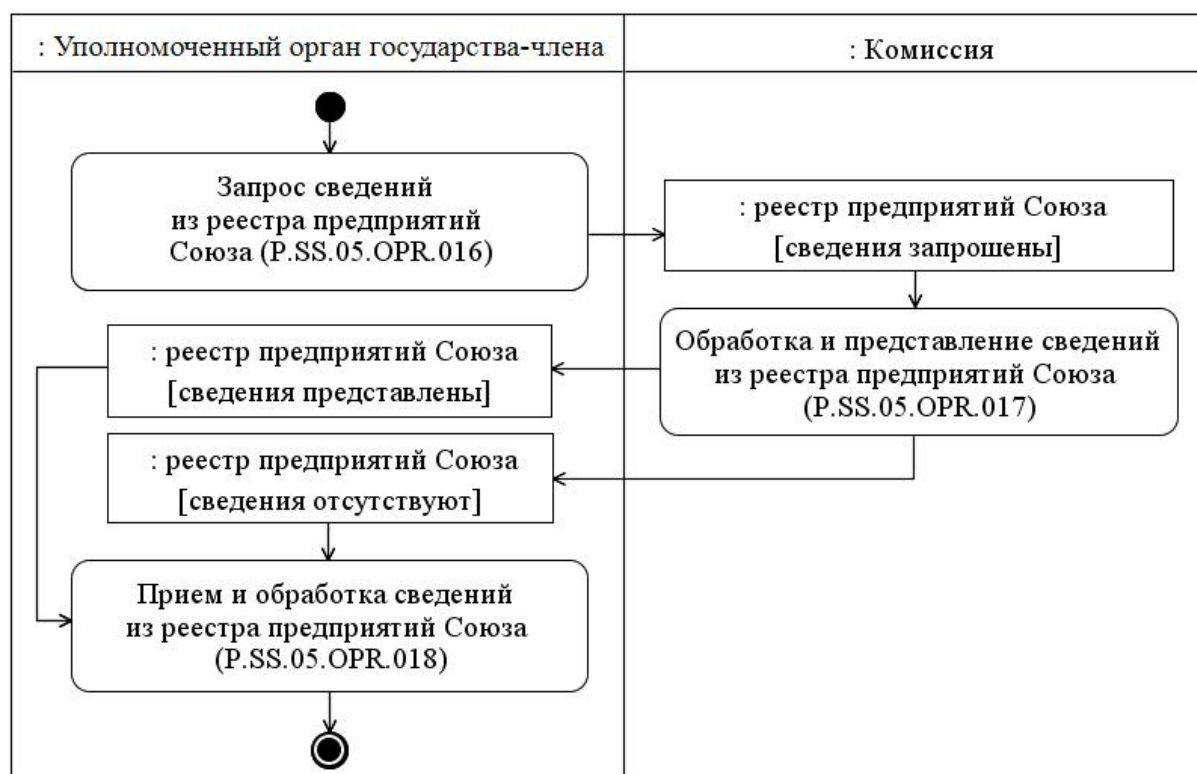 : Уполномоченный орган государства-члена
: Комиссия
Запрос сведений
из реестра предприятий
Союза (P.SS.05.OPR.016)
: реестр предприятий Союза
[сведения запрошены]
Обработка и представление сведений
из реестра предприятий Союза
(P.SS.05.OPR.017)
: реестр предприятий Союза
[сведения представлены]
: реестр предприятий Союза
[сведения отсутствуют]
Прием и обработка сведений
из реестра предприятий Союза
(P.SS.05.OPR.018)